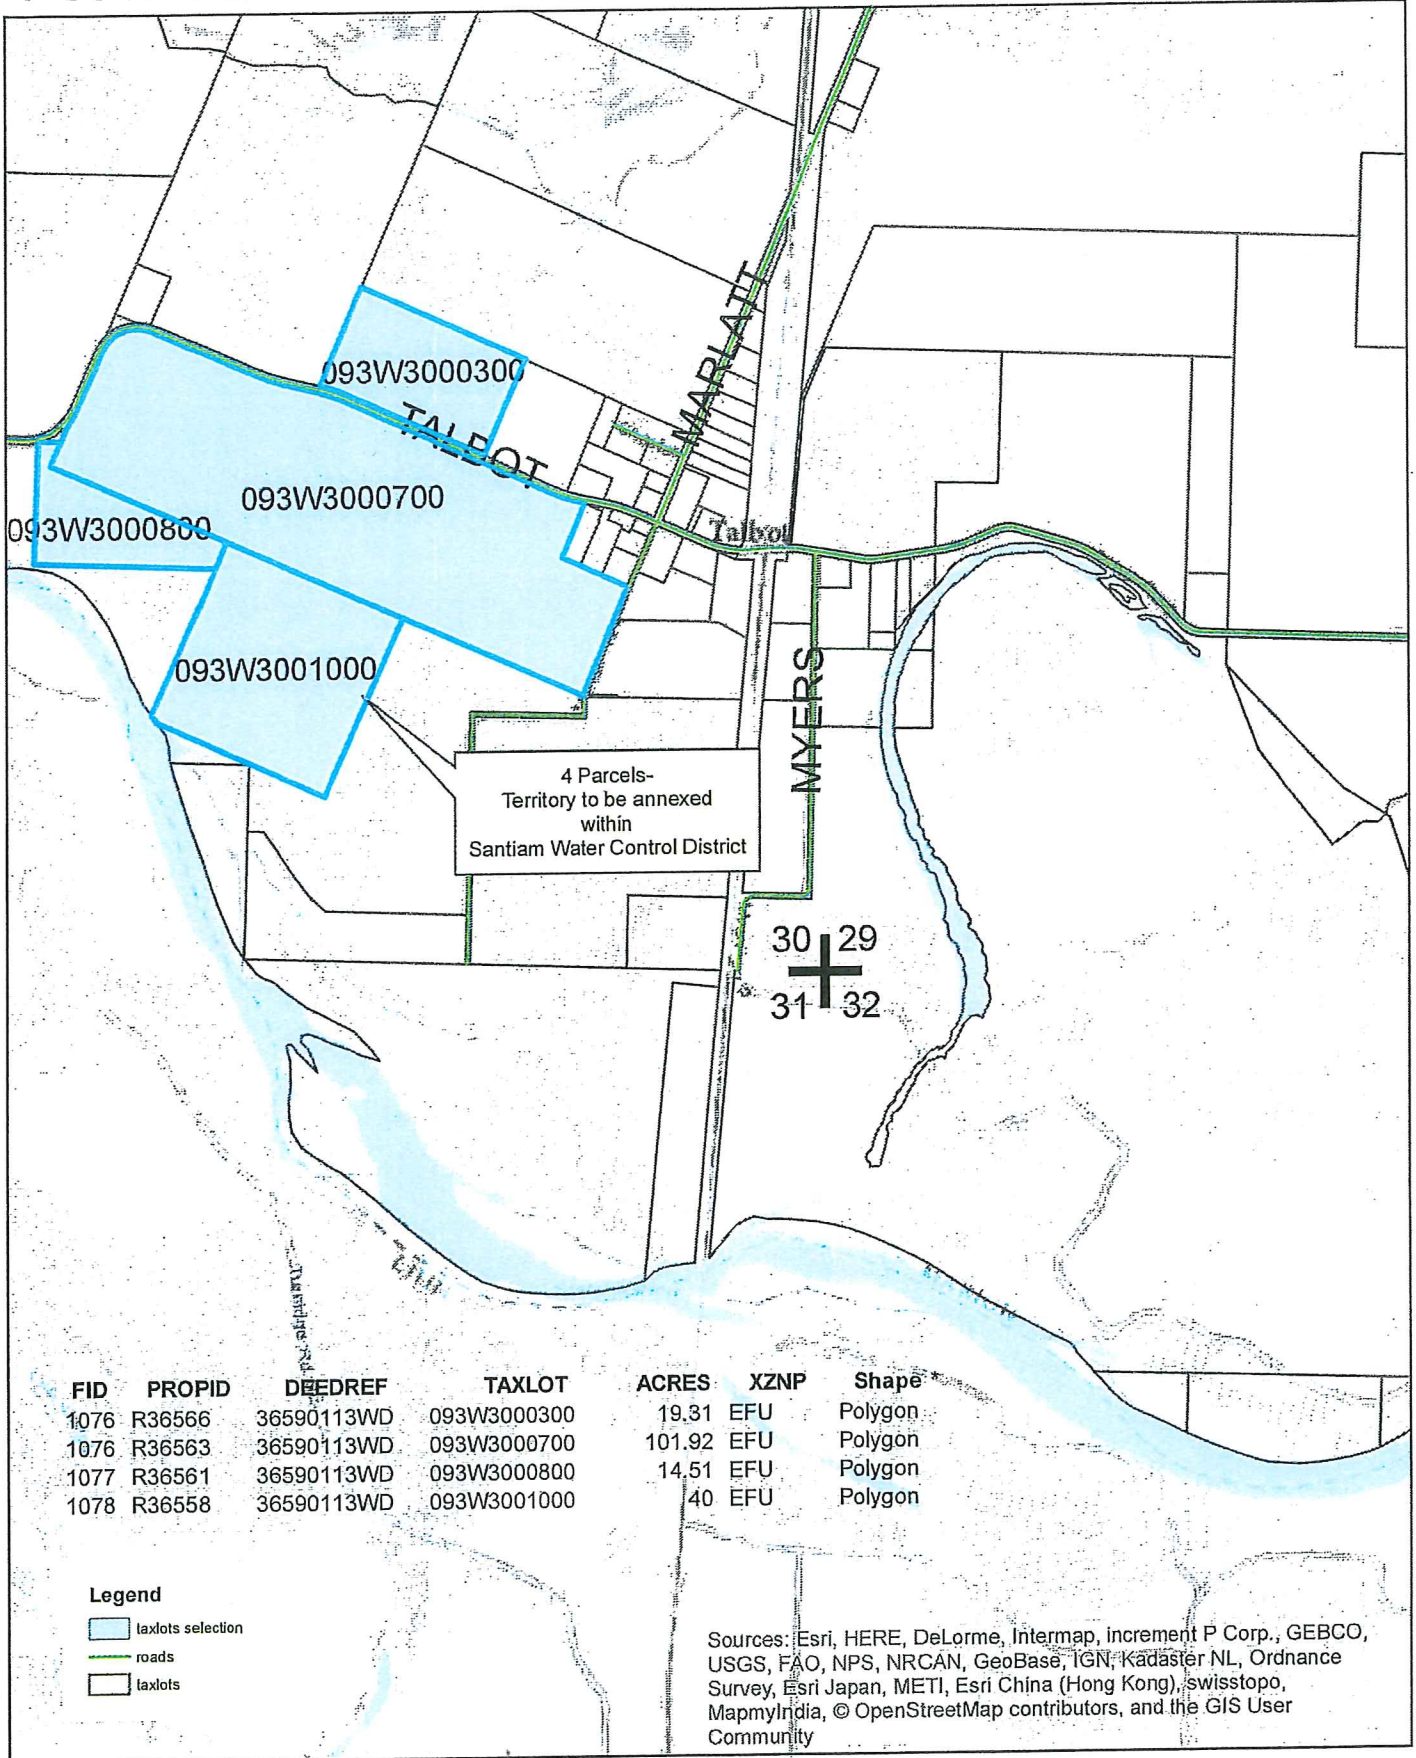 MARLATT
093W3000300
TALBOT
093W3000700
093W3000800
Talbot
093W3001000
MYERS
4 Parcels-
Territory to be annexed
within
Santiam Water Control District
30 29
31 32
FID PROPID DEEDREF TAXLOT ACRES XZNP Shape
1076 R36566 36590113WD 093W3000300 19.31 EFU Polygon
1076 R36563 36590113WD 093W3000700 101.92 EFU Polygon
1077 R36561 36590113WD 093W3000800 14.51 EFU Polygon
1078 R36558 36590113WD 093W3001000 40 EFU Polygon
Legend
taxlots selection
roads
taxlots
Sources: Esri, HERE, DeLorme, Intermap, increment P Corp., GEBCO,
USGS, FAO, NPS, NRCAN, GeoBase, IGN, Kadaster NL, Ordnance
Survey, Esri Japan, METI, Esri China (Hong Kong), swisstopo,
MapmyIndia, © OpenStreetMap contributors, and the GIS User
Community